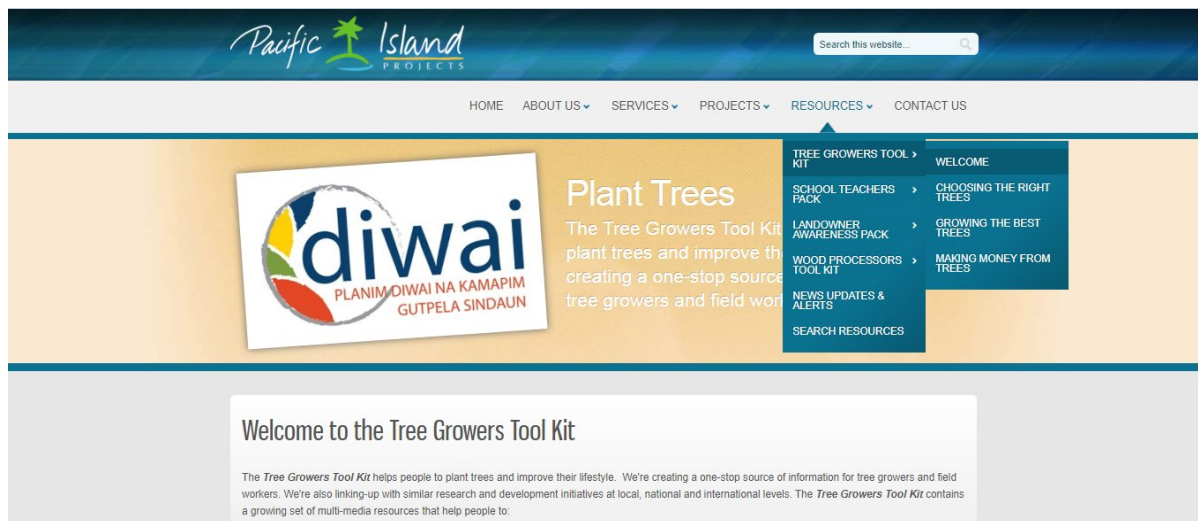 Pacific Island
PROJECTS
Search this website...
HOME ABOUT US SERVICES PROJECTS RESOURCES CONTACT US
TREE GROWERS TOOL
KIT
SCHOOL TEACHERS
PACK
LANDOWNER
AWARENESS PACK
WOOD PROCESSORS
TOOL KIT
NEWS UPDATES &
ALERTS
SEARCH RESOURCES
WELCOME
CHOOSING THE RIGHT
TREES
GROWING THE BEST
TREES
MAKING MONEY FROM
TREES
diwai
PLANIM DIWAI NA KAMAPIM
GUTPELA SINDAUN
Plant Trees
The Tree Growers Tool Kit
plant trees and improve
creating a one-stop source
tree growers and field
Welcome to the Tree Growers Tool Kit
The Tree Growers Tool Kit helps people to plant trees and improve their lifestyle. We're creating a one-stop source of information for tree growers and field
workers. We're also linking-up with similar research and development initiatives at local, national and international levels. The Tree Growers Tool Kit contains
a growing set of multi-media resources that help people to: